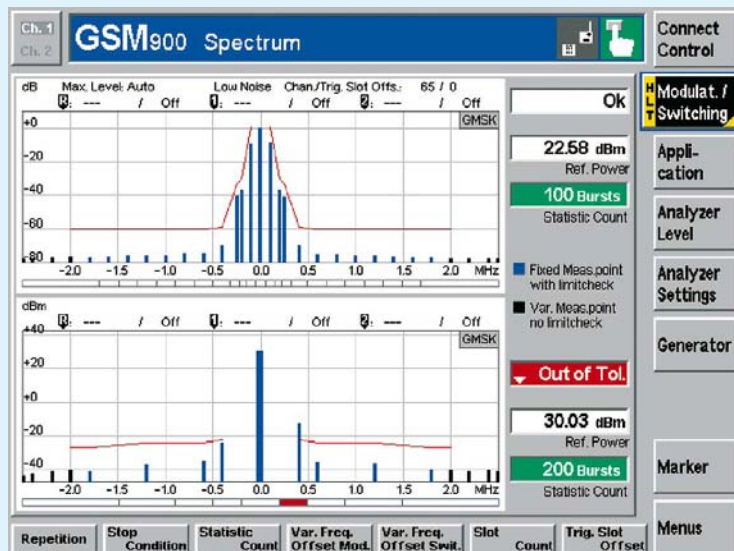 Ch. 1
Ch. 2
GSM900 Spectrum
Connect Control
dB Max. Level: Auto Low Noise Chan./Trig. Slot Offs.: 65 / 0
R: --- / Off 1: --- / Off 2: --- / Off
GMSK
+0
-20
-40
-60
-80
-2.0 -1.5 -1.0 -0.5 0.0 0.5 1.0 1.5 2.0 MHz
Ok
22.58 dBm
Ref. Power
100 Bursts
Statistic Count
Fixed Meas.point
with limitcheck
Var. Meas.point
no limitcheck
dBm
R: --- / Off 1: --- / Off 2: --- / Off
GMSK
+40
+20
+0
-20
-40
-2.0 -1.5 -1.0 -0.5 0.0 0.5 1.0 1.5 2.0 MHz
Out of Tol.
30.03 dBm
Ref. Power
200 Bursts
Statistic Count
HLT
Modulat. /
Switching
Appli-
cation
Analyzer
Level
Analyzer
Settings
Generator
Marker
Menus
Repetition
Stop
Condition
Statistic
Count
Var. Freq.
Offset Mod.
Var. Freq.
Offset Swit.
Slot
Count
Trig. Slot
Offset